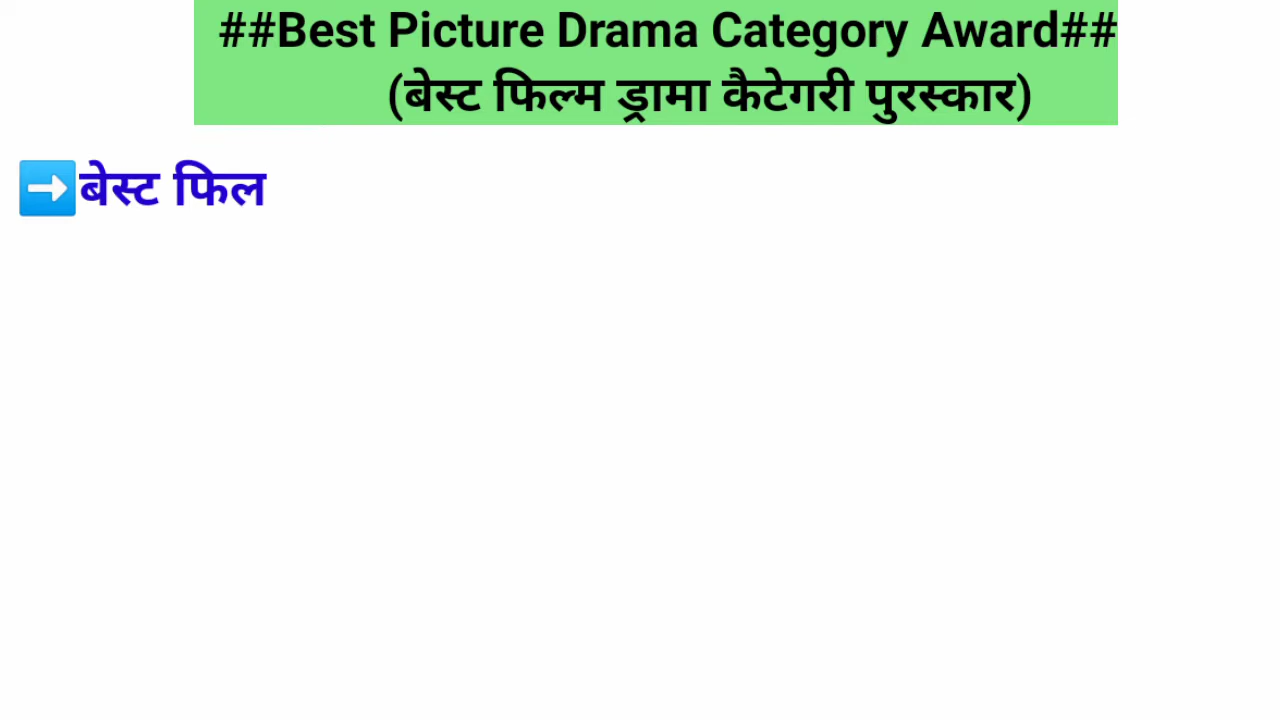 ##Best Picture Drama Category Award##
(बेस्ट फिल्म ड्रामा कैटेगरी पुरस्कार)
➡️बेस्ट फिल